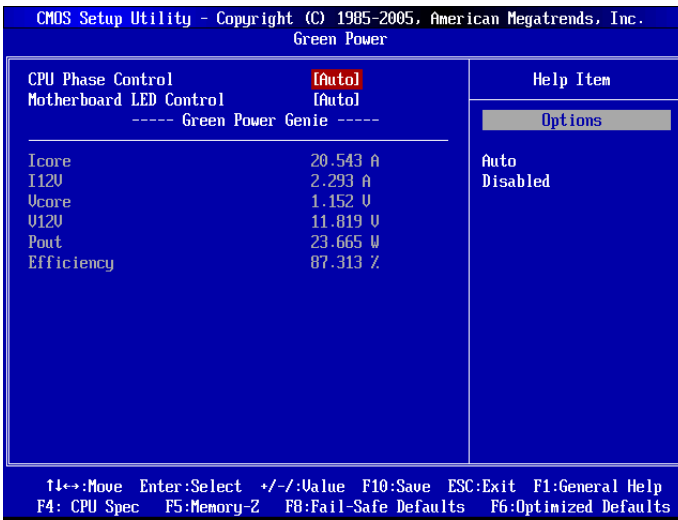 CMOS Setup Utility - Copyright (C) 1985-2005, American Megatrends, Inc.
Green Power
CPU Phase Control [Auto]
Motherboard LED Control [Auto]
----- Green Power Genie -----
Icore 20.543 A
I12V 2.293 A
Vcore 1.152 V
V12V 11.819 V
Pout 23.665 W
Efficiency 87.313 %
Help Item
Options
Auto
Disabled
↑↓↔:Move Enter:Select +/-/:Value F10:Save ESC:Exit F1:General Help
F4: CPU Spec F5:Memory-Z F8:Fail-Safe Defaults F6:Optimized Defaults